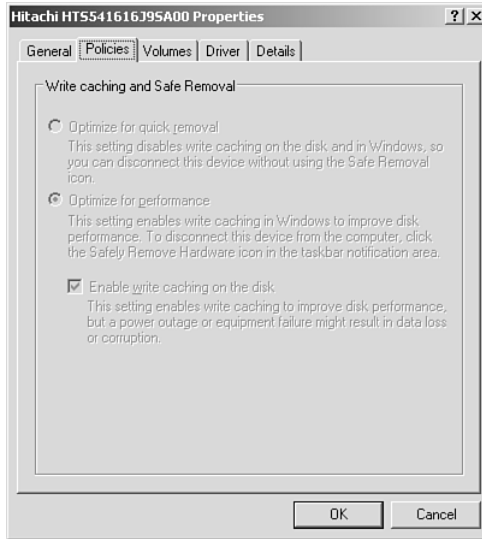 Hitachi HTS541616J9SA00 Properties
General Policies Volumes Driver Details
Write caching and Safe Removal
Optimize for quick removal
This setting disables write caching on the disk and in Windows, so
you can disconnect this device without using the Safe Removal
icon.
Optimize for performance
This setting enables write caching in Windows to improve disk
performance. To disconnect this device from the computer, click
the Safely Remove Hardware icon in the taskbar notification area.
Enable write caching on the disk
This setting enables write caching to improve disk performance,
but a power outage or equipment failure might result in data loss
or corruption.
OK Cancel